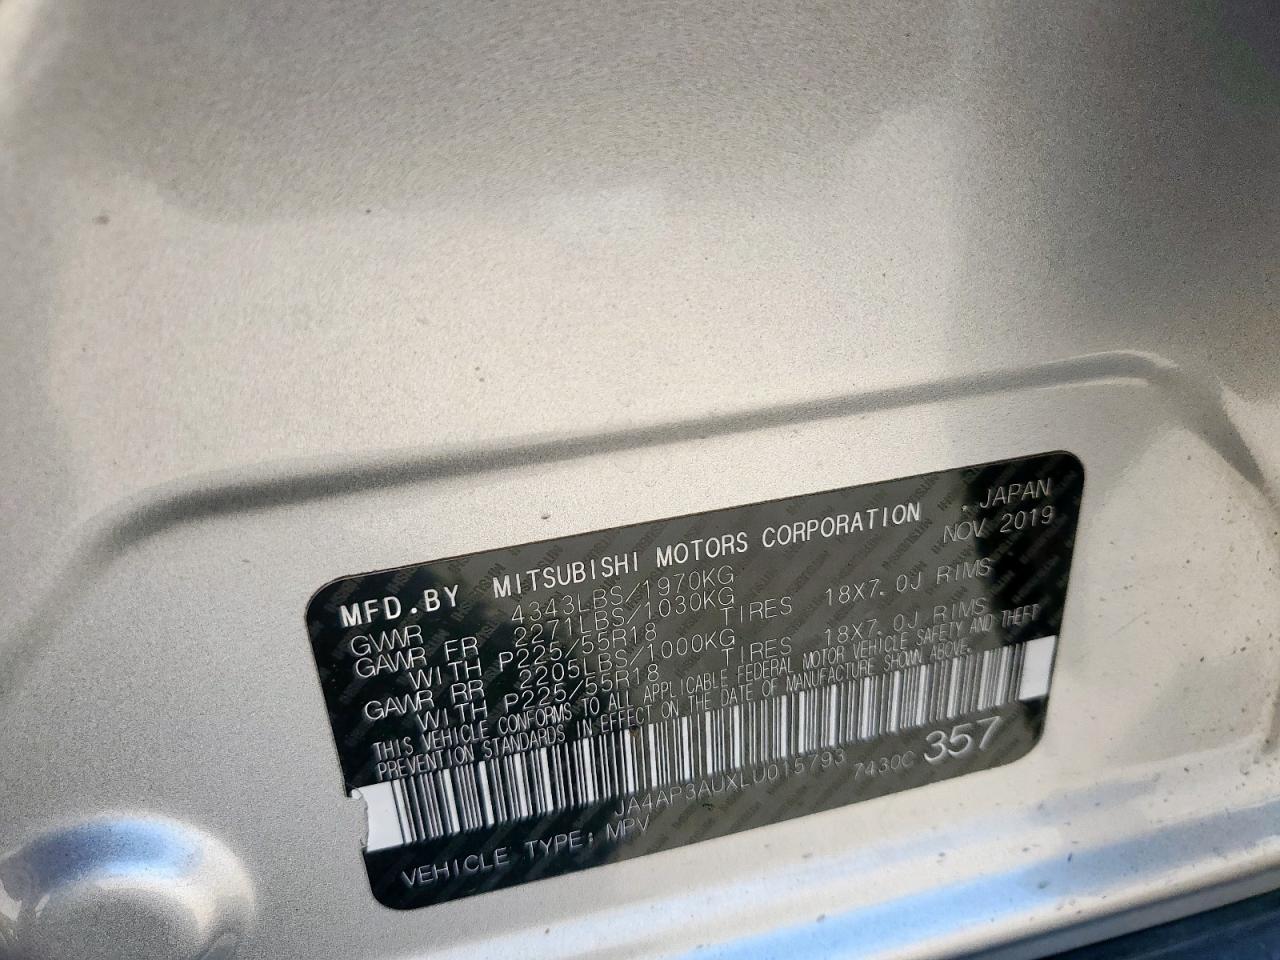 MFD.BY MITSUBISHI MOTORS CORPORATION , JAPAN
GVWR 4343LBS/1970KG NOV 2019
GAWR FR 2271LBS/1030KG
WITH P225/55R18 TIRES 18X7.0J RIMS
GAWR RR 2205LBS/1000KG
WITH P225/55R18 TIRES 18X7.0J RIMS
THIS VEHICLE CONFORMS TO ALL APPLICABLE FEDERAL MOTOR VEHICLE SAFETY AND THEFT
PREVENTION STANDARDS IN EFFECT ON THE DATE OF MANUFACTURE SHOWN ABOVE.
JA4AP3AUXLU015793 7430C 357
VEHICLE TYPE: MPV